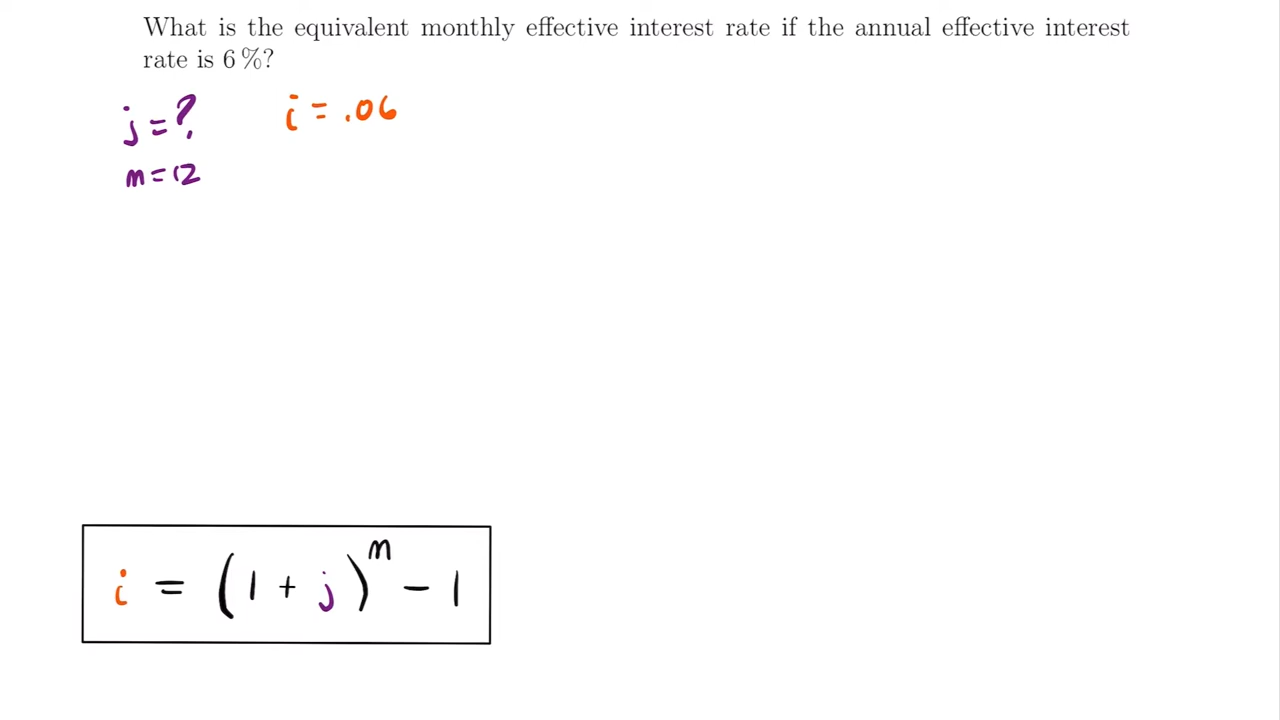 What is the equivalent monthly effective interest rate if the annual effective interest
rate is 6 %?
j = ? i = .06
m = 12
i = (1 + j)^m - 1